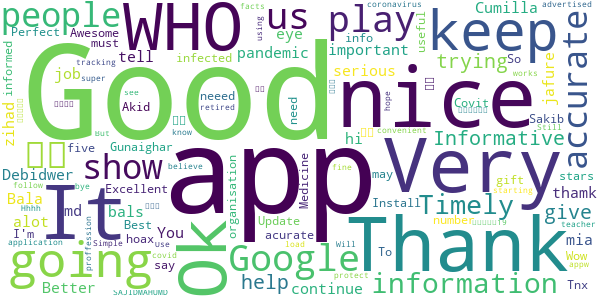 people
WHO
us
play
keep
Cumilla
Perfect
Awesome
must
tell
eye
infected
using
facts
coronavirus
advertised
info
important
trying
useful
So
job
informed
tracking
super
pandemic
serious
accurate
jafure
zihad
Good
nice
app
Very
It
Thank
Akid
neeed
need
see
retired
know
hope
Covit
Still
works
But
hi
Sakib
Debidwer
five
Gunaighar
show
Medicine
believe
convenient
Informative
Timely
give
thamk
stars
Bala
md
Excellent
You
organisation
may
fine
gift
starting
follow
bye
bals
Best
Update
Install
number
teacher
alot
I'm
Hhhh
proffession
hoax
acurate
To
Wow
mia
appw
going
Ok
Google
information
application
Simple
Use
say
help
load
Will
Better
covid
continue
protect
Tnx
SAJIDMAHUMD